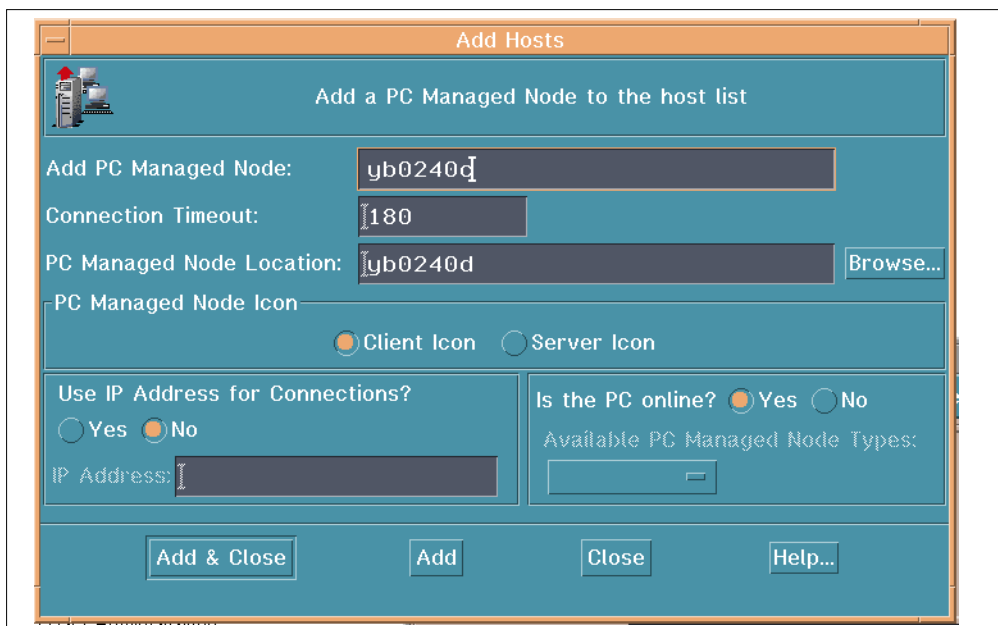 Add Hosts
Add a PC Managed Node to the host list
Add PC Managed Node: yb0240d
Connection Timeout: 180
PC Managed Node Location: yb0240d Browse...
PC Managed Node Icon
Client Icon Server Icon
Use IP Address for Connections?
Yes No
IP Address:
Is the PC online? Yes No
Available PC Managed Node Types:
Add & Close Add Close Help...